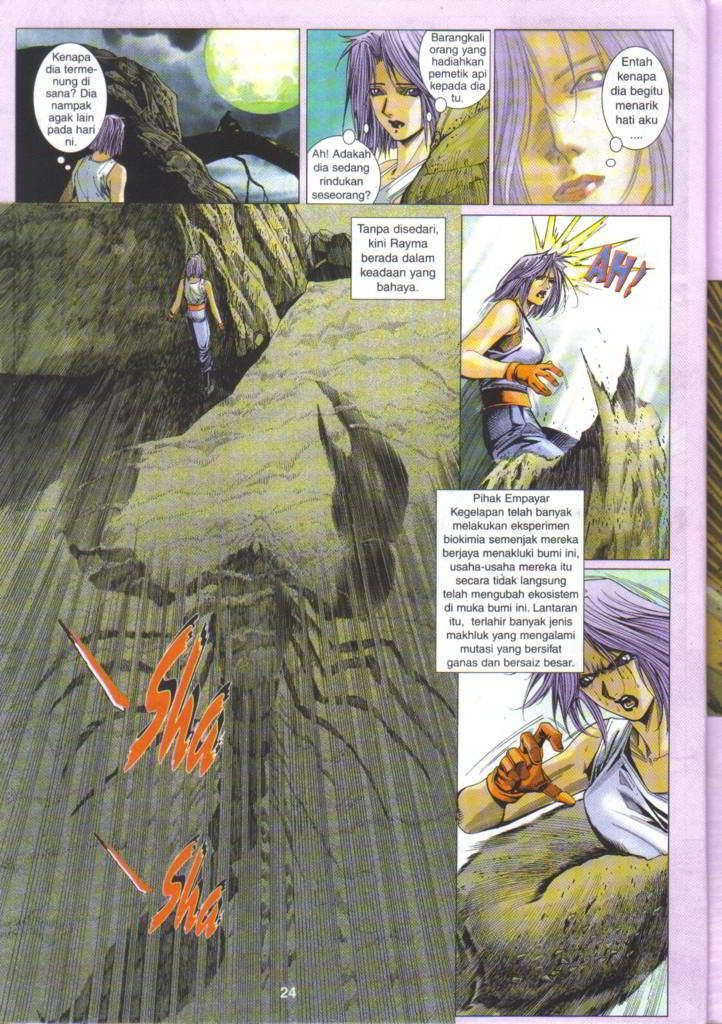 Kenapa
dia terme-
nung di
sana? Dia
nampak
agak lain
pada hari
ni.
Barangkali
orang yang
hadiahkan
pemetik api
kepada dia
tu.
Ah! Adakah
dia sedang
rindukan
seseorang?
Entah
kenapa
dia begitu
menarik
hati aku
....
Tanpa disedari,
kini Rayma
berada dalam
keadaan yang
bahaya.
AH!
Pihak Empayar
Kegelapan telah banyak
melakukan eksperimen
biokimia semenjak mereka
berjaya menakluki bumi ini,
usaha-usaha mereka itu
secara tidak langsung
telah mengubah ekosistem
di muka bumi ini. Lantaran
itu, terlahir banyak jenis
makhluk yang mengalami
mutasi yang bersifat
ganas dan bersaiz besar.
Sha
Sha
24